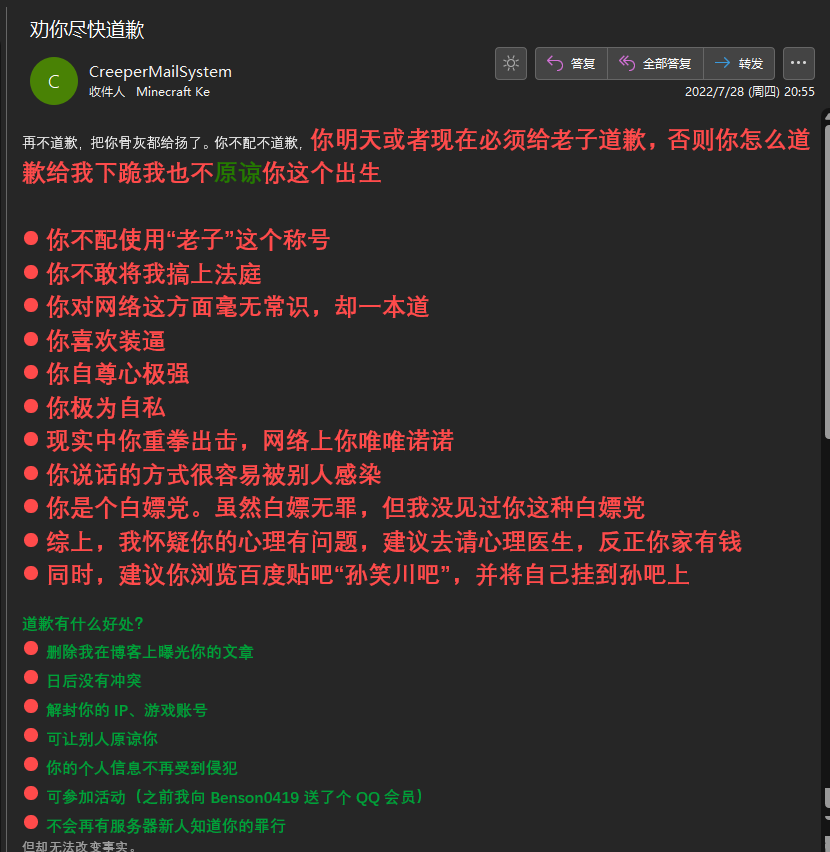 劝你尽快道歉
C
CreeperMailSystem
收件人 Minecraft Ke
答复 全部答复 转发
2022/7/28 (周四) 20:55
再不道歉，把你骨灰都给扬了。你不配不道歉，你明天或者现在必须给老子道歉，否则你怎么道
歉给我下跪我也不原谅你这个出生
你不配使用“老子”这个称号
你不敢将我搞上法庭
你对网络这方面毫无常识，却一本道
你喜欢装逼
你自尊心极强
你极为自私
现实中你重拳出击，网络上你唯唯诺诺
你说话的方式很容易被别人感染
你是个白嫖党。虽然白嫖无罪，但我没见过你这种白嫖党
综上，我怀疑你的心理有问题，建议去请心理医生，反正你家有钱
同时，建议你浏览百度贴吧“孙笑川吧”，并将自己挂到孙吧上
道歉有什么好处？
删除我在博客上曝光你的文章
日后没有冲突
解封你的 IP、游戏账号
可让别人原谅你
你的个人信息不再受到侵犯
可参加活动（之前我向 Benson0419 送了个 QQ 会员）
不会再有服务器新人知道你的罪行
但却无法改变事实。